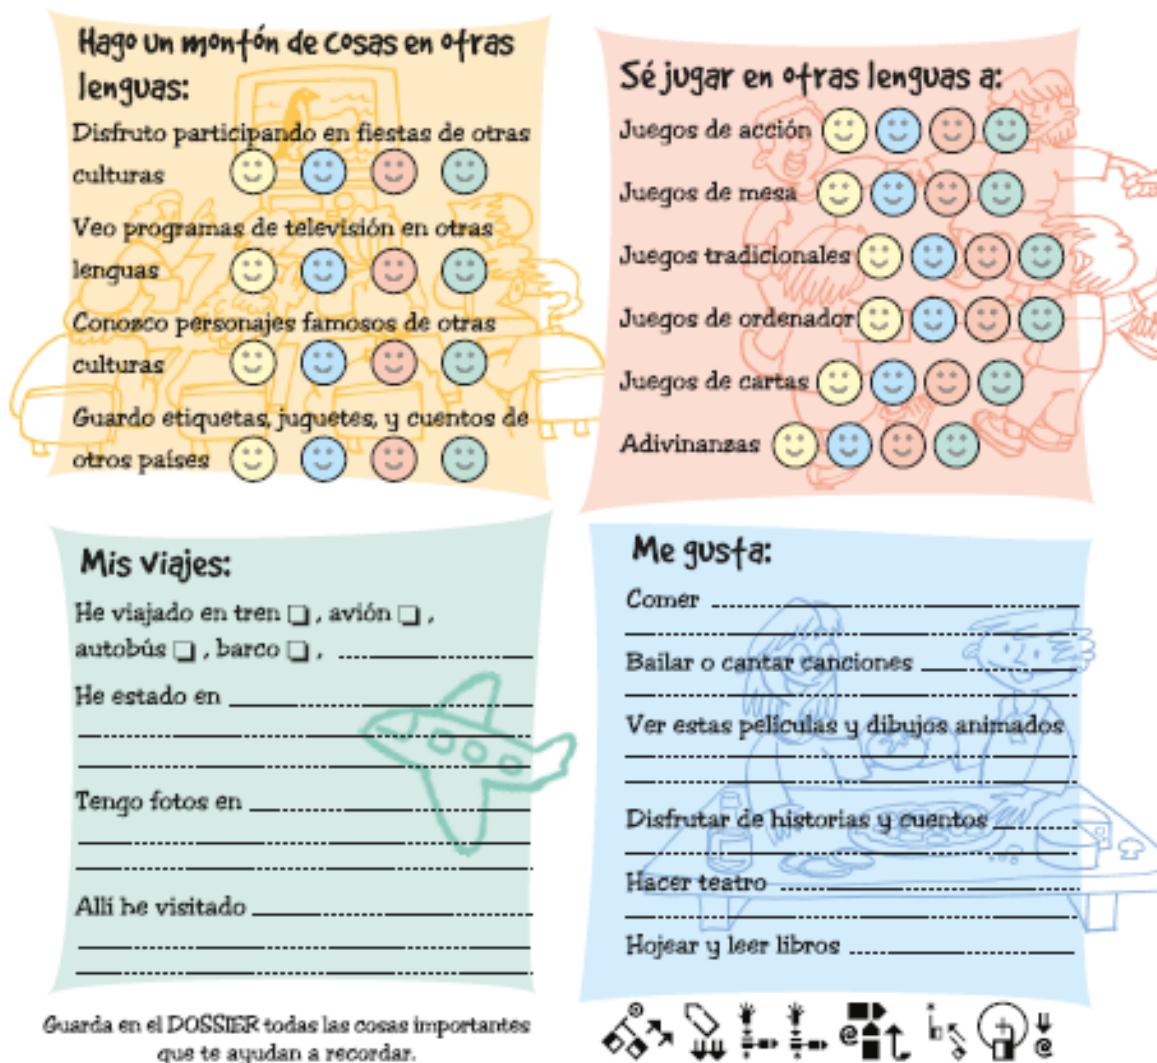 Hago un montón de cosas en otras
lenguas:
Disfruto participando en fiestas de otras
culturas
Veo programas de televisión en otras
lenguas
Conozco personajes famosos de otras
culturas
Guardo etiquetas, juguetes, y cuentos de
otros países
Sé jugar en otras lenguas a:
Juegos de acción
Juegos de mesa
Juegos tradicionales
Juegos de ordenador
Juegos de cartas
Adivinanzas
Mis viajes:
He viajado en tren ❏, avión ❏,
autobús ❏, barco ❏,
He estado en
Tengo fotos en
Allí he visitado
Guarda en el DOSSIER todas las cosas importantes
que te ayudan a recordar.
Me gusta:
Comer
Bailar o cantar canciones
Ver estas películas y dibujos animados
Disfrutar de historias y cuentos
Hacer teatro
Hojear y leer libros